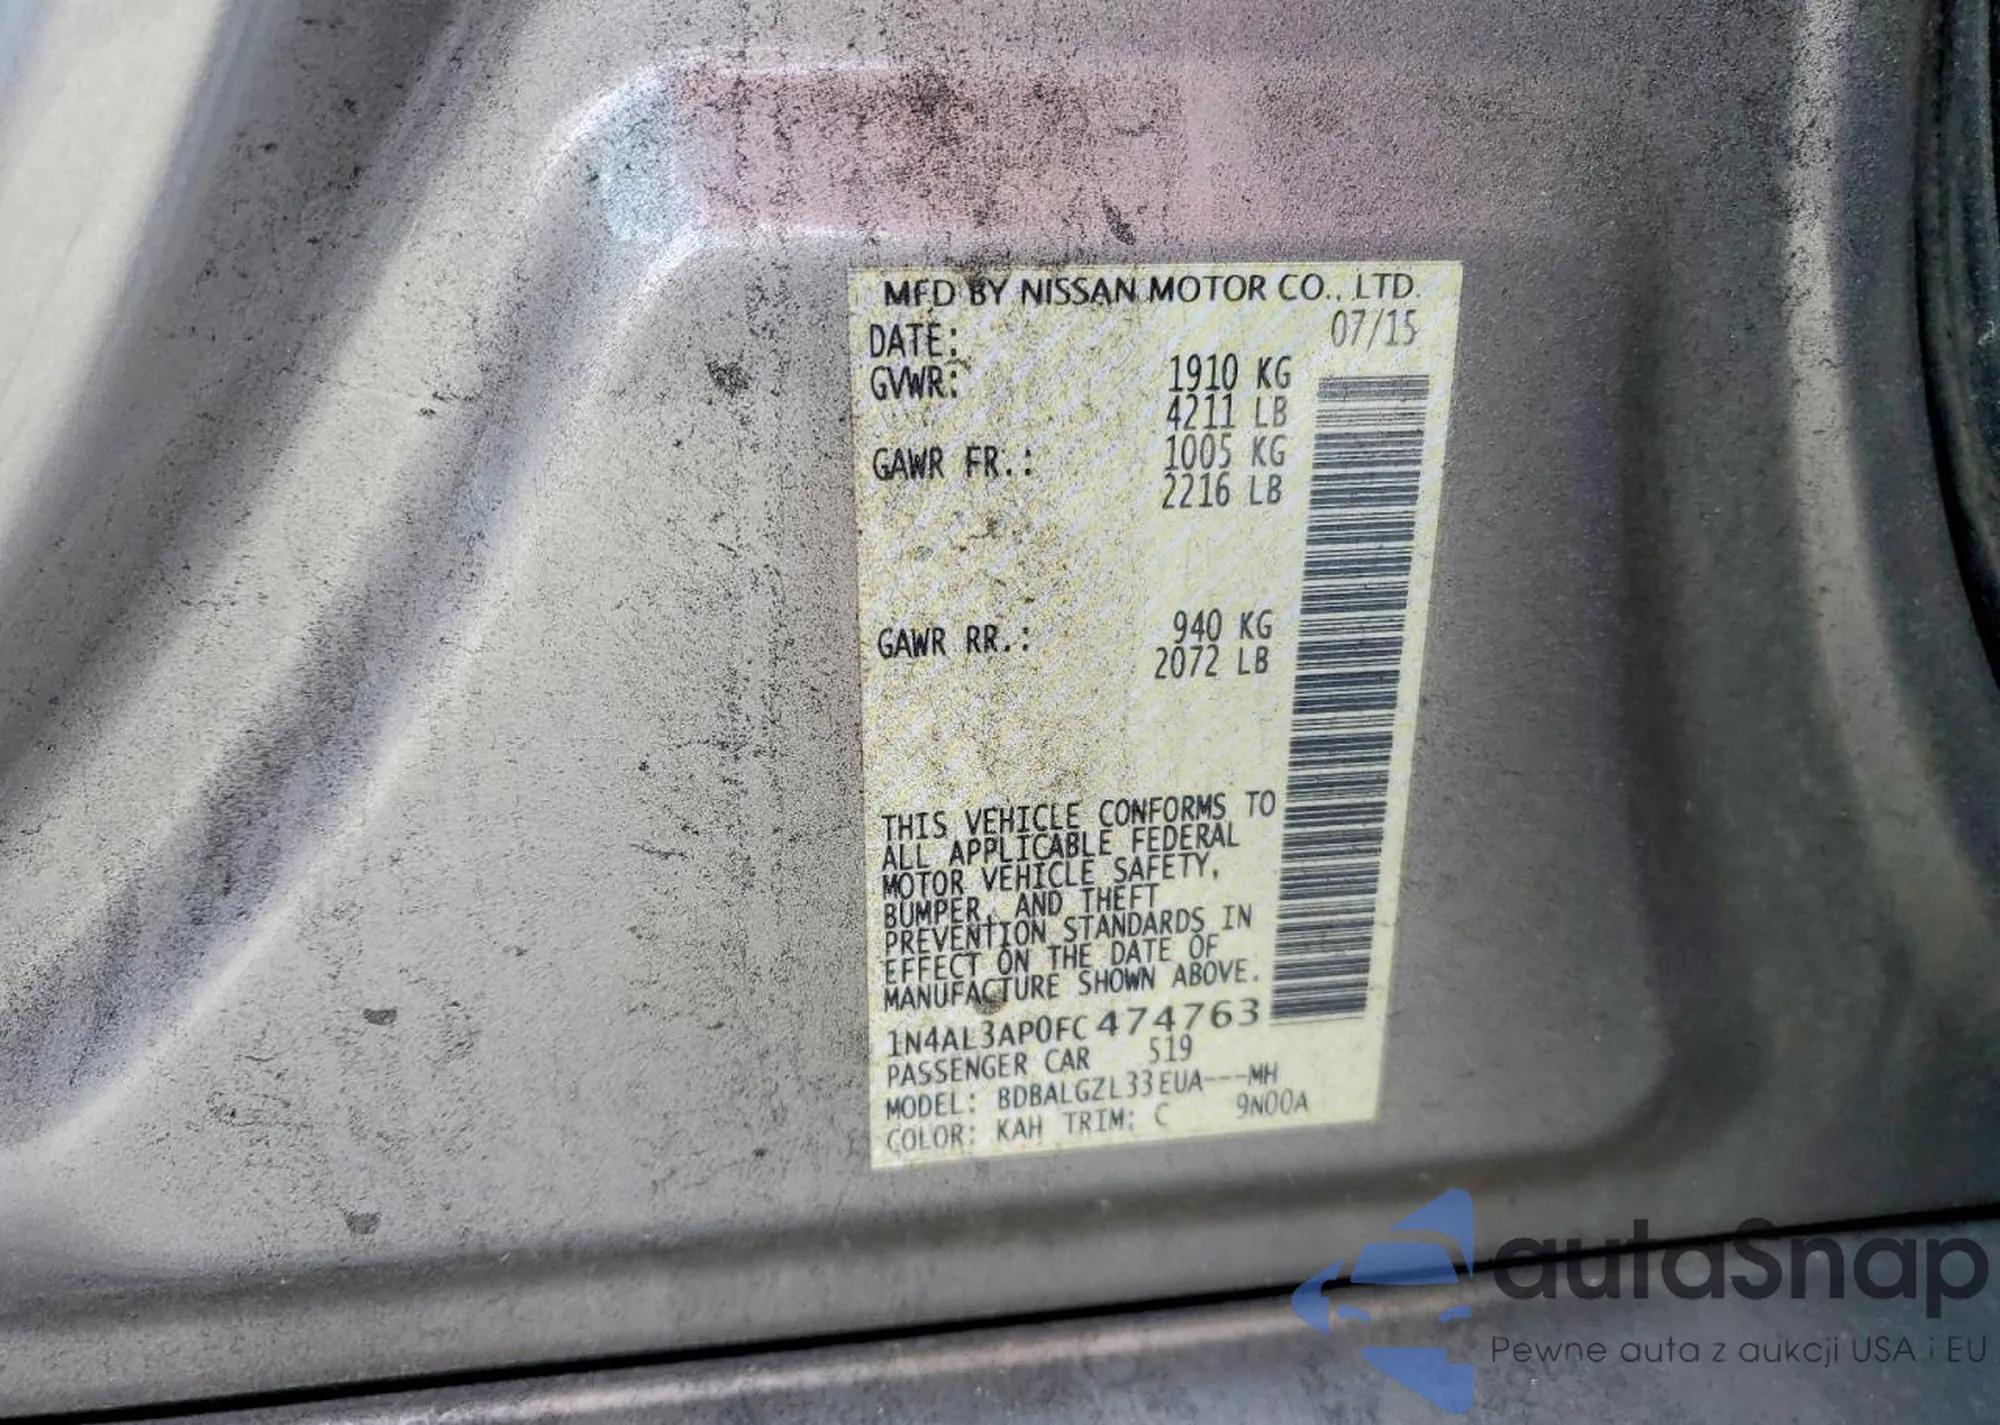 MFD BY NISSAN MOTOR CO., LTD.
DATE: 07/15
GVWR: 1910 KG
4211 LB
GAWR FR.: 1005 KG
2216 LB
GAWR RR.: 940 KG
2072 LB
THIS VEHICLE CONFORMS TO
ALL APPLICABLE FEDERAL
MOTOR VEHICLE SAFETY,
BUMPER, AND THEFT
PREVENTION STANDARDS IN
EFFECT ON THE DATE OF
MANUFACTURE SHOWN ABOVE.
1N4AL3AP0FC474763
PASSENGER CAR 519
MODEL: BDBALGZL33EUA---MH
COLOR: KAH TRIM: C 9N00A
autaSnap
Pewne auta z aukcji USA i EU